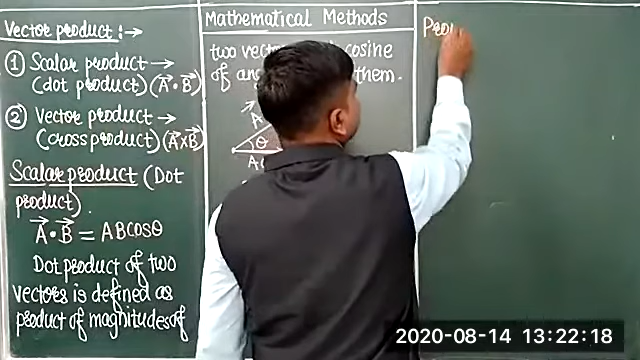 Vector product :→
① Scalar product →
(dot product) (A⃗·B⃗)
② Vector product →
(cross product) (A⃗×B⃗)
Scalar product (Dot
product).
A⃗·B⃗ = ABCosθ
Dot product of two
vectors is defined as
product of magnitudes of
Mathematical Methods
two cosine
of them.
A
θ
A
Pro
2020-08-14 13:22:18